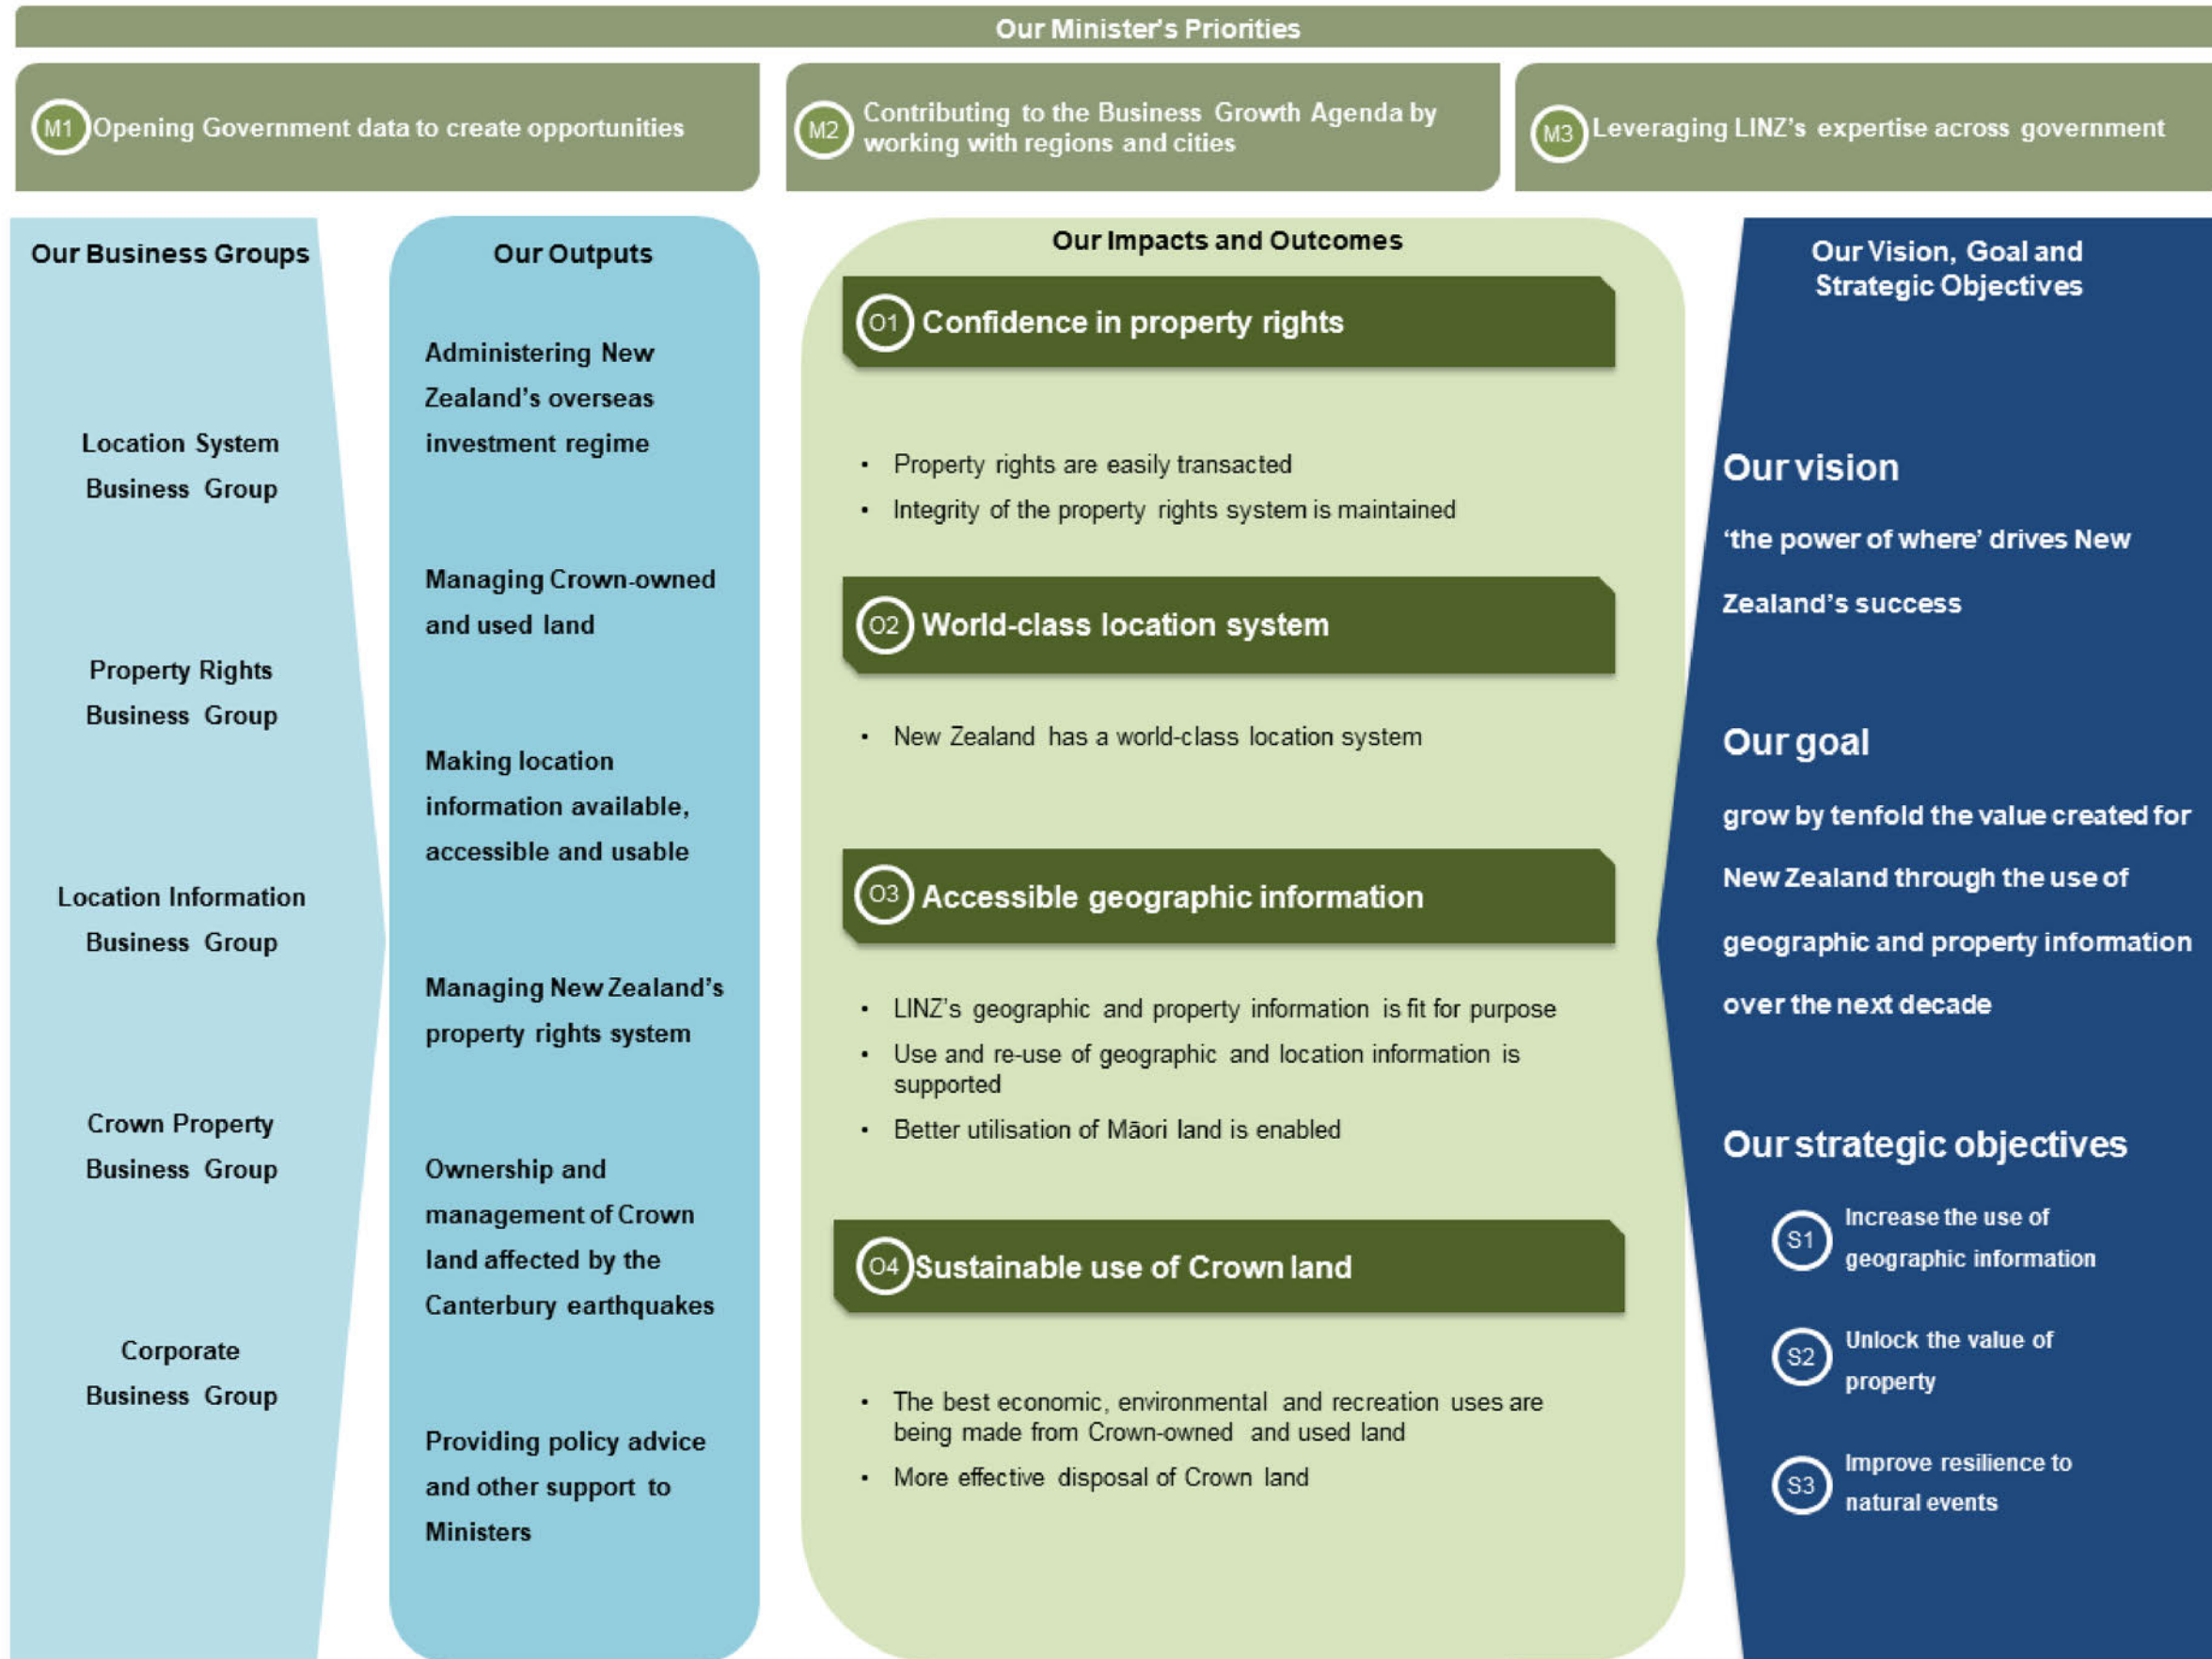 Our Minister's Priorities
M1 Opening Government data to create opportunities
M2 Contributing to the Business Growth Agenda by
working with regions and cities
M3 Leveraging LINZ's expertise across government
Our Business Groups
Location System
Business Group
Property Rights
Business Group
Location Information
Business Group
Crown Property
Business Group
Corporate
Business Group
Our Outputs
Administering New
Zealand's overseas
investment regime
Managing Crown-owned
and used land
Making location
information available,
accessible and usable
Managing New Zealand's
property rights system
Ownership and
management of Crown
land affected by the
Canterbury earthquakes
Providing policy advice
and other support to
Ministers
Our Impacts and Outcomes
O1 Confidence in property rights
• Property rights are easily transacted
• Integrity of the property rights system is maintained
O2 World-class location system
• New Zealand has a world-class location system
O3 Accessible geographic information
• LINZ's geographic and property information is fit for purpose
• Use and re-use of geographic and location information is
supported
• Better utilisation of Māori land is enabled
O4 Sustainable use of Crown land
• The best economic, environmental and recreation uses are
being made from Crown-owned and used land
• More effective disposal of Crown land
Our Vision, Goal and
Strategic Objectives
Our vision
‘the power of where’ drives New
Zealand's success
Our goal
grow by tenfold the value created for
New Zealand through the use of
geographic and property information
over the next decade
Our strategic objectives
S1 Increase the use of
geographic information
S2 Unlock the value of
property
S3 Improve resilience to
natural events